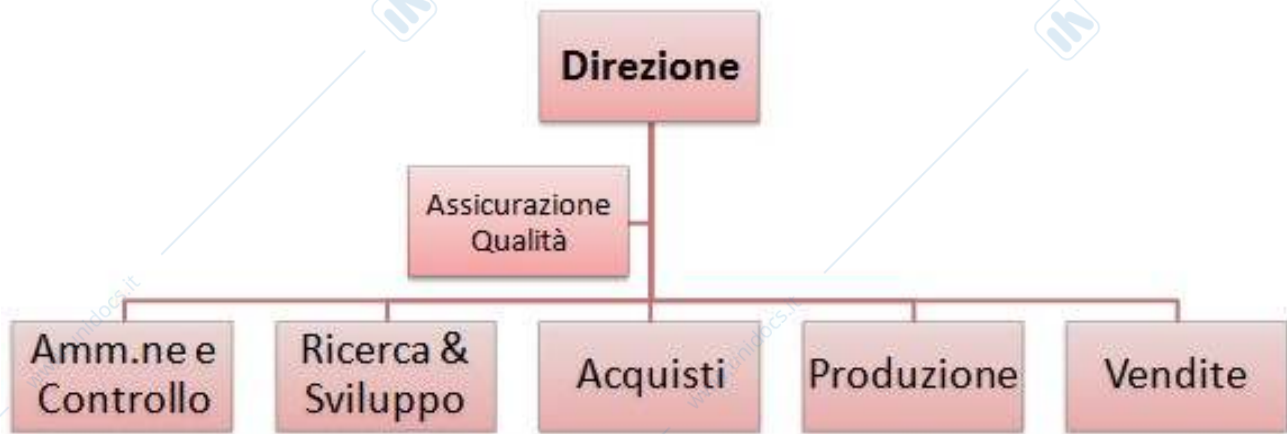 Direzione
Assicurazione
Qualità
Amm.ne e
Controllo
Ricerca &
Sviluppo
Acquisti
Produzione
Vendite